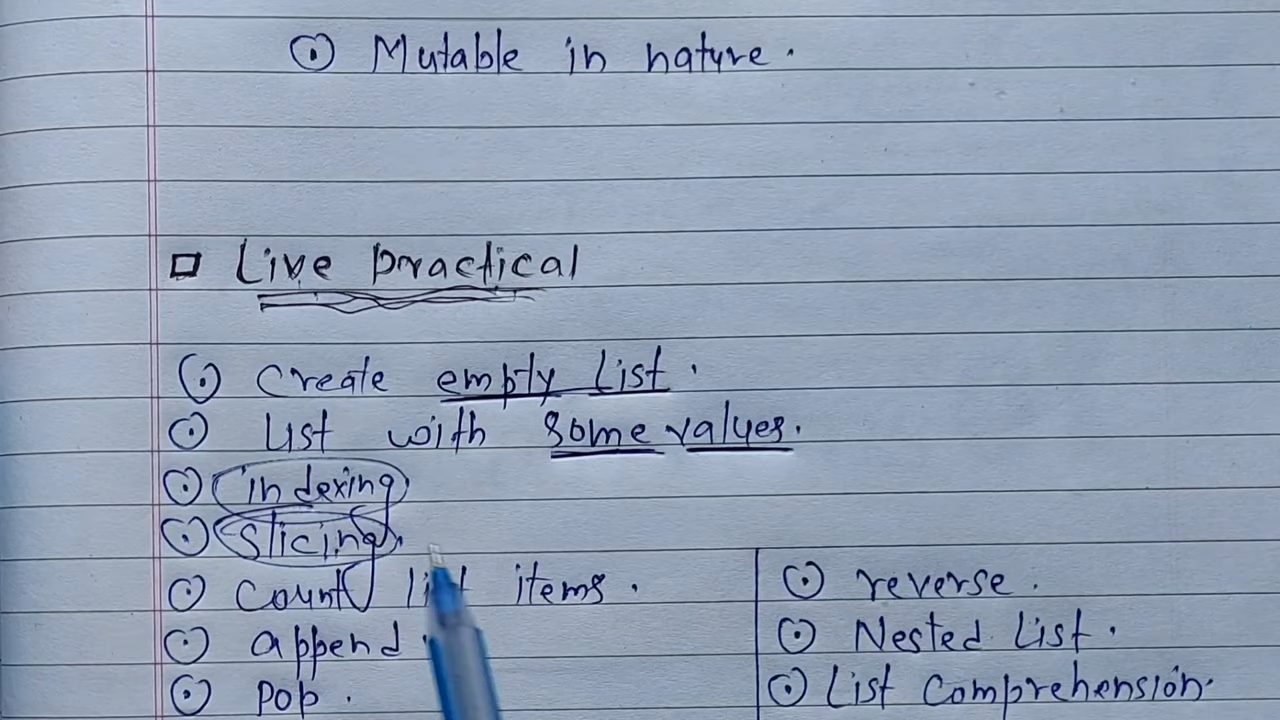 Mutable in nature.
Live Practical
Create empty list.
List with some values.
indexing
slicing.
Count list items.
append.
Pop.
reverse.
Nested List.
List Comprehension.